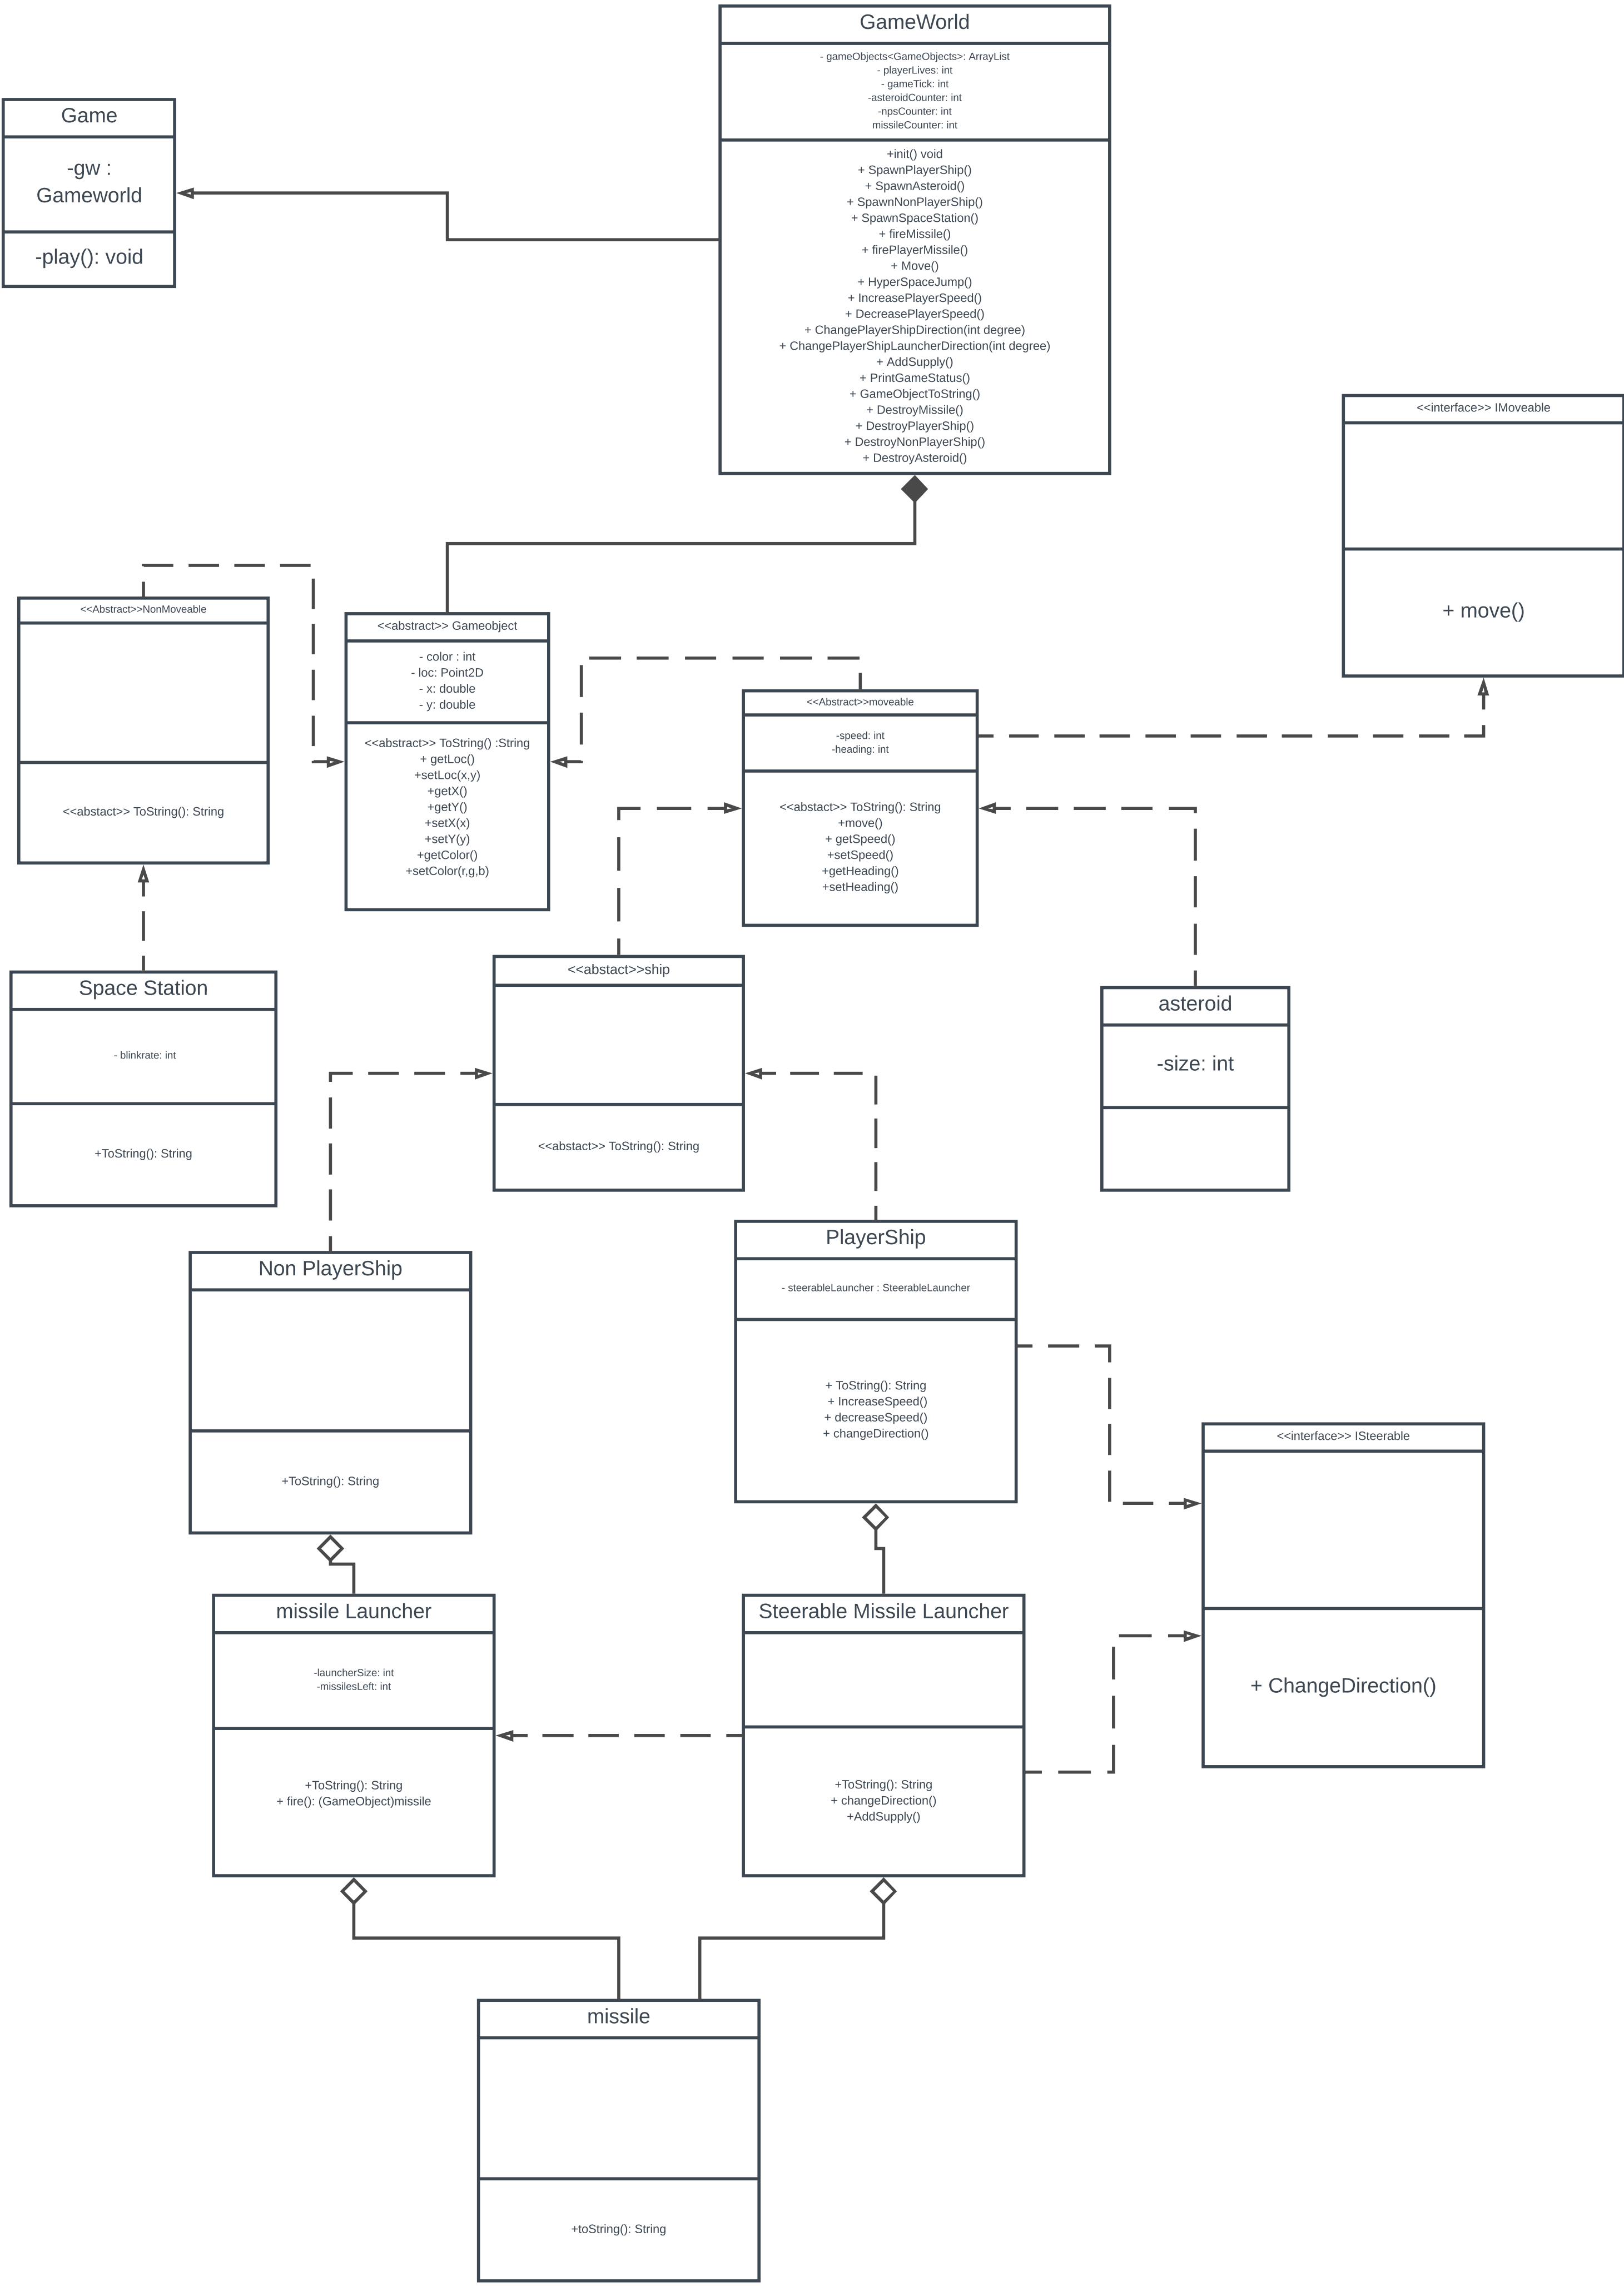 GameWorld
- gameObjects<GameObjects>: ArrayList
- playerLives: int
- gameTick: int
-asteroidCounter: int
-npsCounter: int
missileCounter: int
+init() void
+ SpawnPlayerShip()
+ SpawnAsteroid()
+ SpawnNonPlayerShip()
+ SpawnSpaceStation()
+ fireMissile()
+ firePlayerMissile()
+ Move()
+ HyperSpaceJump()
+ IncreasePlayerSpeed()
+ DecreasePlayerSpeed()
+ ChangePlayerShipDirection(int degree)
+ ChangePlayerShipLauncherDirection(int degree)
+ AddSupply()
+ PrintGameStatus()
+ GameObjectToString()
+ DestroyMissile()
+ DestroyPlayerShip()
+ DestroyNonPlayerShip()
+ DestroyAsteroid()
Game
-gw :
Gameworld
-play(): void
<<interface>> IMoveable
+ move()
<<Abstract>>NonMoveable
<<abstact>> ToString(): String
<<abstract>> Gameobject
- color : int
- loc: Point2D
- x: double
- y: double
<<abstract>> ToString() :String
+ getLoc()
+setLoc(x,y)
+getX()
+getY()
+setX(x)
+setY(y)
+getColor()
+setColor(r,g,b)
<<Abstract>>moveable
-speed: int
-heading: int
<<abstact>> ToString(): String
+move()
+ getSpeed()
+setSpeed()
+getHeading()
+setHeading()
Space Station
- blinkrate: int
+ToString(): String
<<abstact>>ship
<<abstact>> ToString(): String
asteroid
-size: int
Non PlayerShip
+ToString(): String
PlayerShip
- steerableLauncher : SteerableLauncher
+ ToString(): String
+ IncreaseSpeed()
+ decreaseSpeed()
+ changeDirection()
<<interface>> ISteerable
+ ChangeDirection()
missile Launcher
-launcherSize: int
-missilesLeft: int
+ToString(): String
+ fire(): (GameObject)missile
Steerable Missile Launcher
+ToString(): String
+ changeDirection()
+AddSupply()
missile
+toString(): String